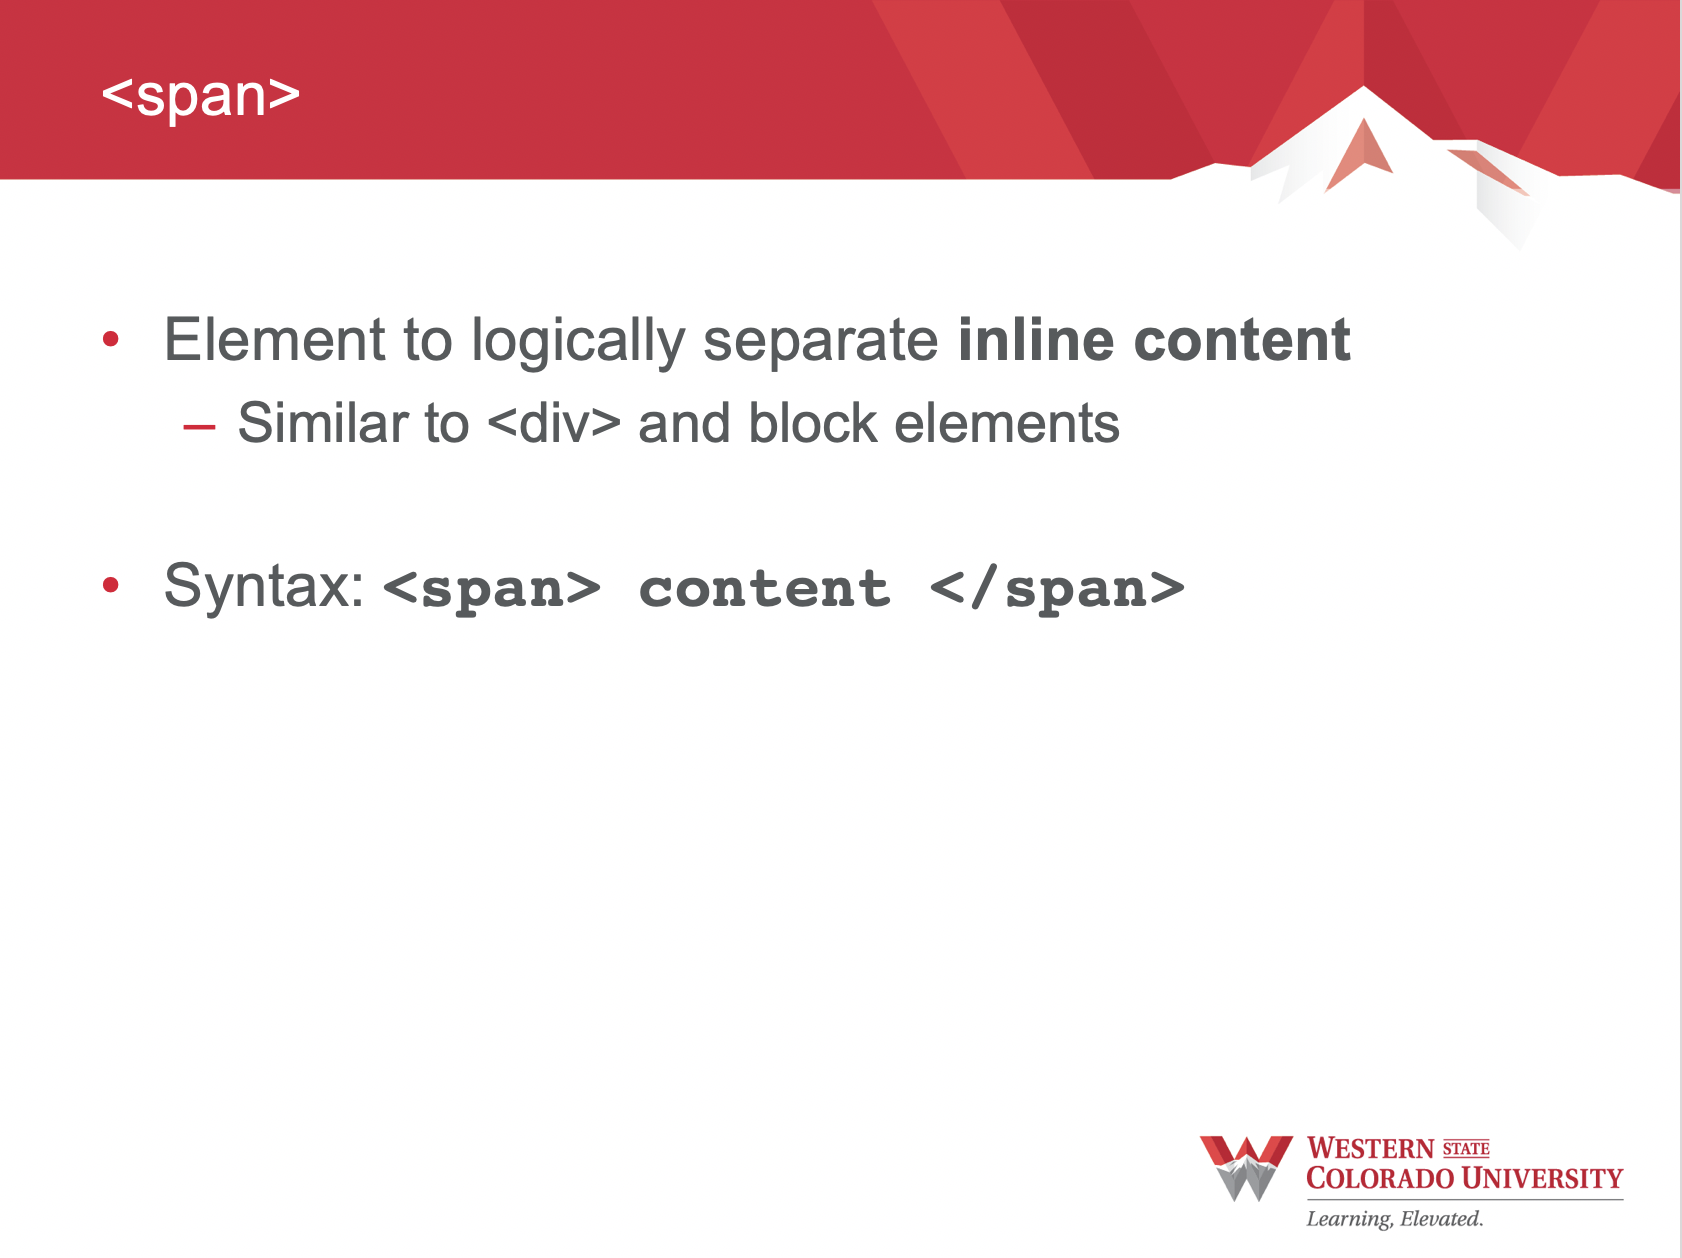 <span>
• Element to logically separate inline content
– Similar to <div> and block elements
• Syntax: <span> content </span>
WESTERN STATE
COLORADO UNIVERSITY
Learning, Elevated.